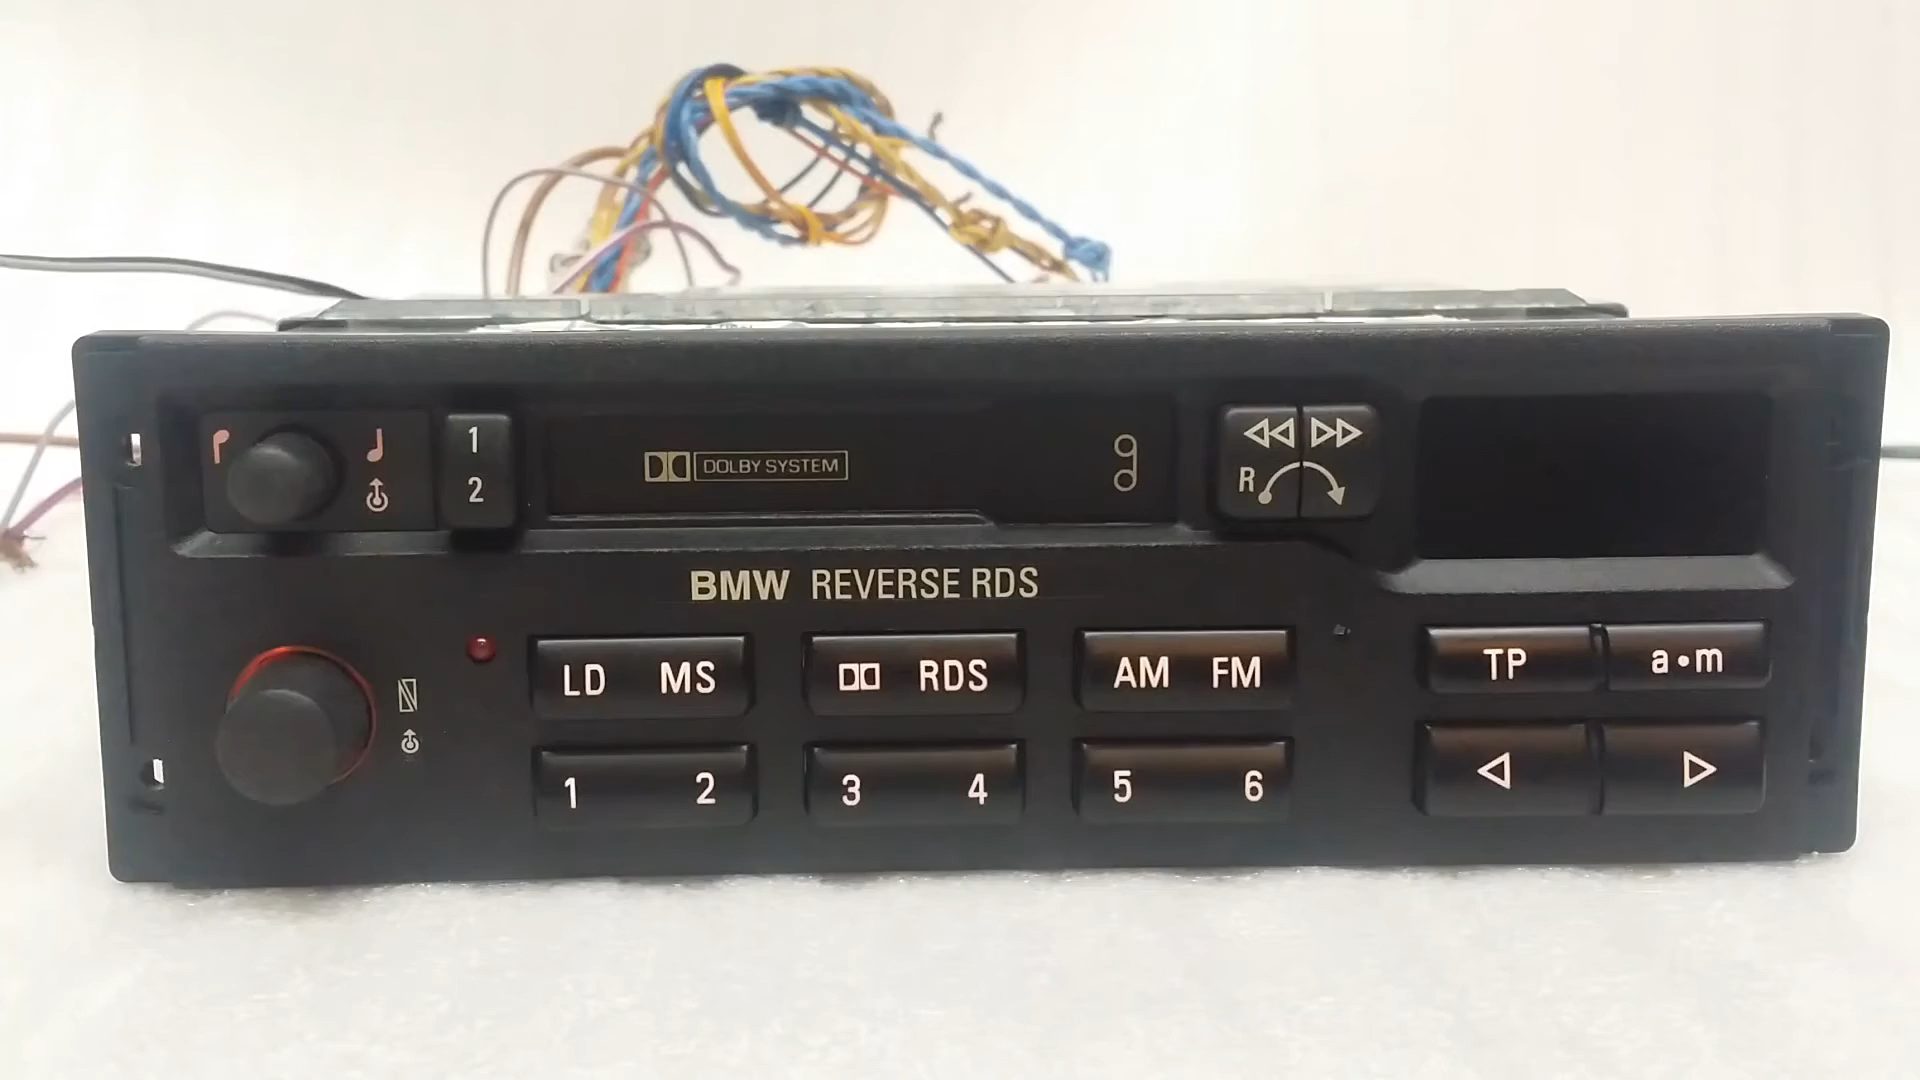 1
2
DOLBY SYSTEM
R
BMW REVERSE RDS
LD MS
RDS
AM FM
TP
a•m
1 2
3 4
5 6